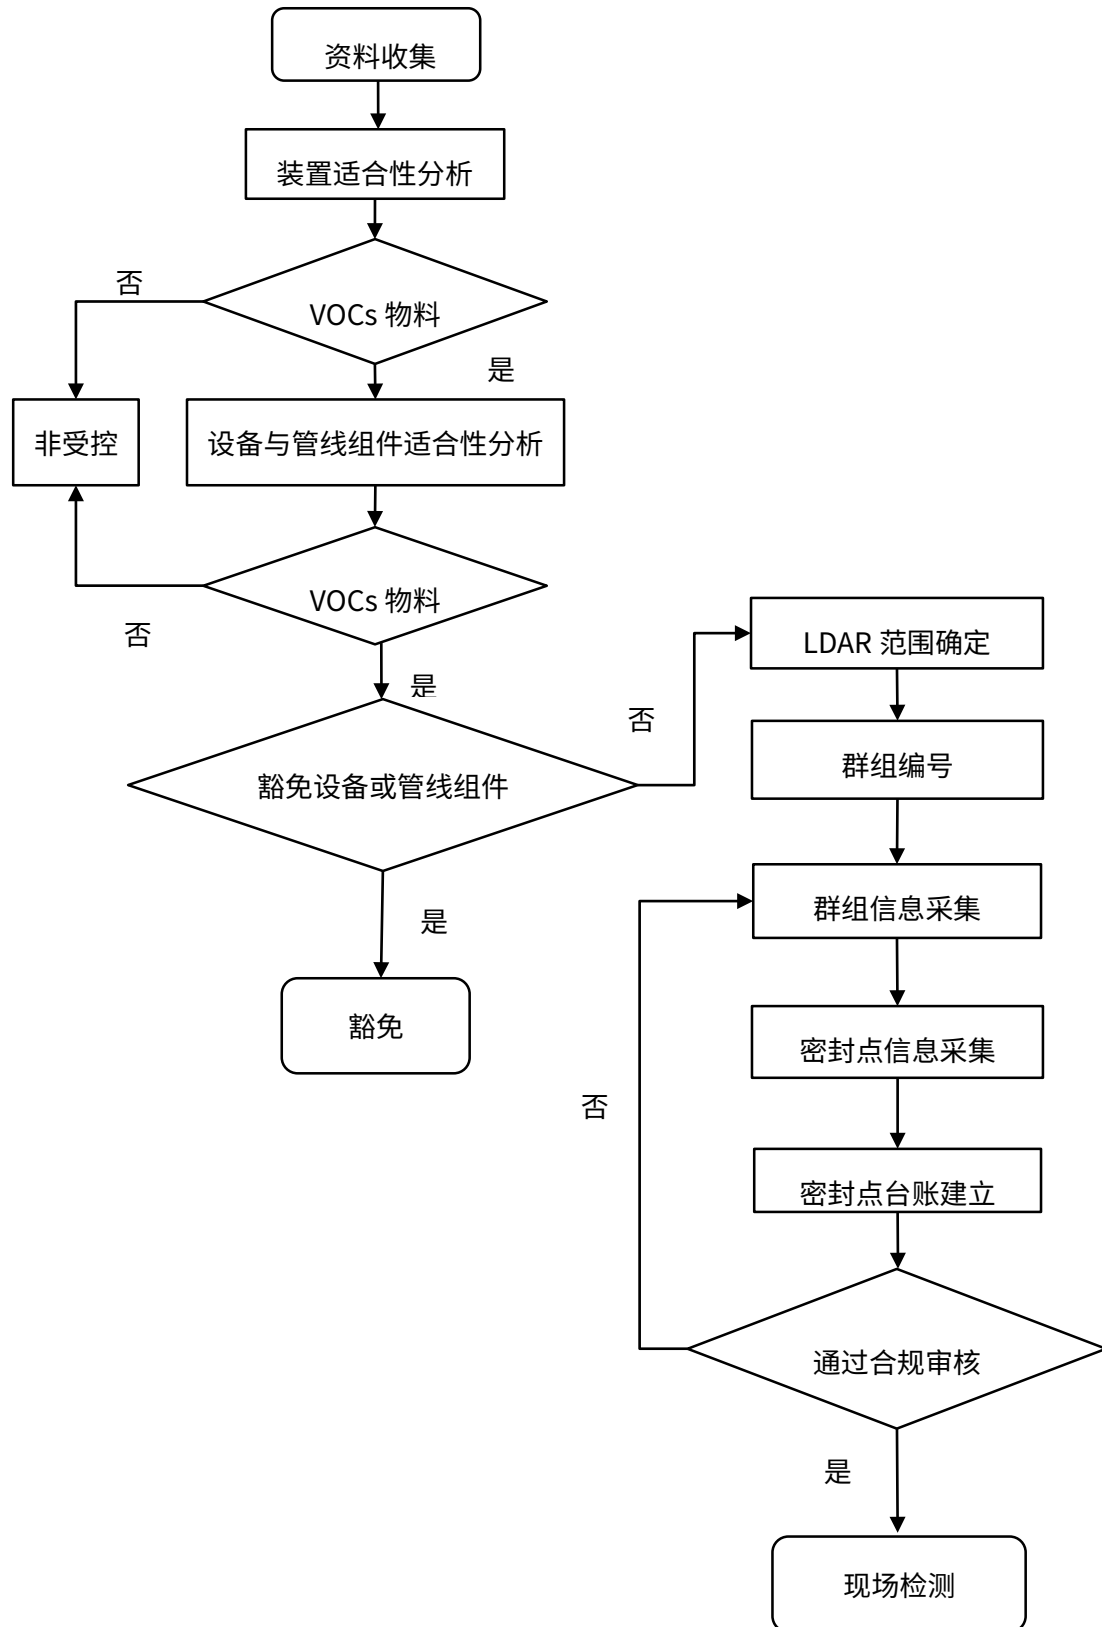 资料收集
装置适合性分析
否
VOCs 物料
是
非受控
设备与管线组件适合性分析
VOCs 物料
否
是
豁免设备或管线组件
是
豁免
否
LDAR 范围确定
群组编号
群组信息采集
密封点信息采集
否
密封点台账建立
通过合规审核
是
现场检测